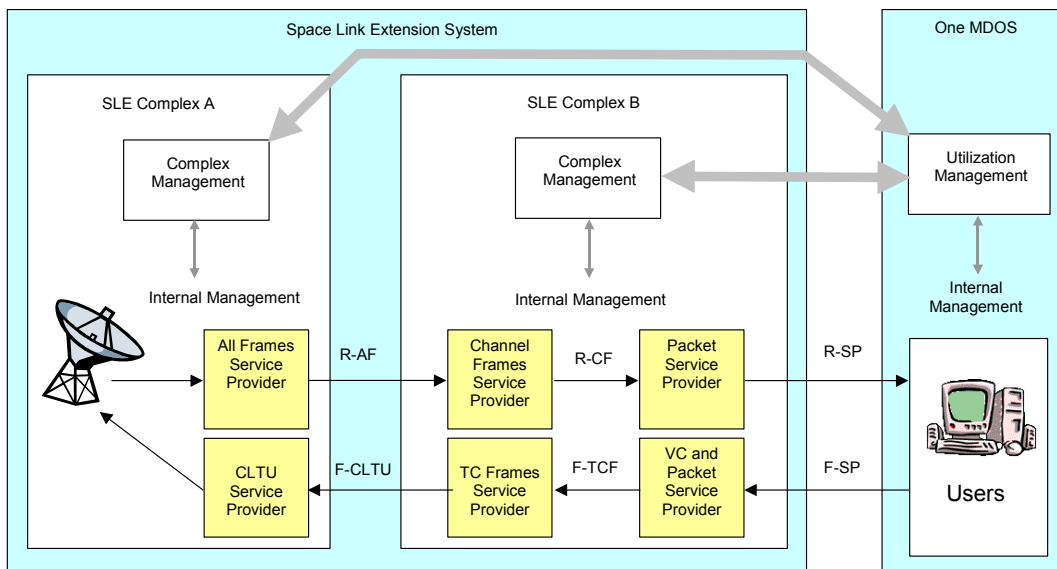 Space Link Extension System
One MDOS
SLE Complex A
SLE Complex B
Complex
Management
Complex
Management
Utilization
Management
Internal Management
Internal Management
Internal
Management
All Frames
Service
Provider
R-AF
Channel
Frames
Service
Provider
R-CF
Packet
Service
Provider
R-SP
CLTU
Service
Provider
F-CLTU
TC Frames
Service
Provider
F-TCF
VC and
Packet
Service
Provider
F-SP
Users